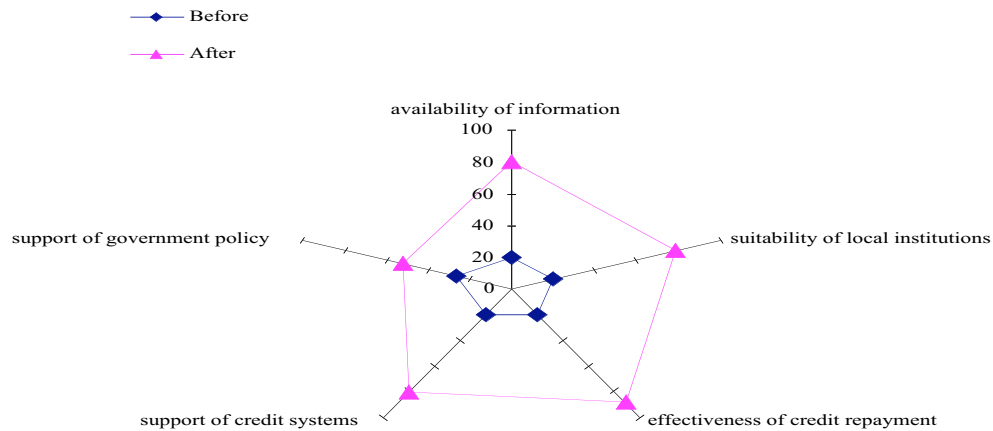 Before
After
availability of information
100
80
60
40
20
0
support of government policy
suitability of local institutions
support of credit systems
effectiveness of credit repayment